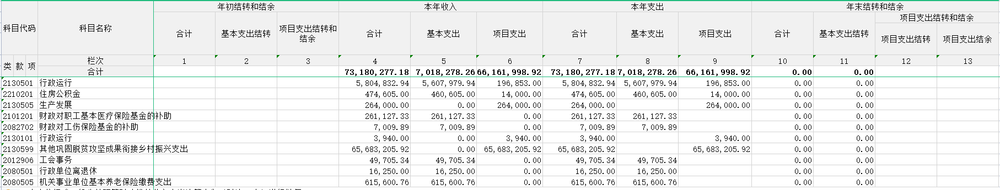 年初结转和结余 本年收入 本年支出 年末结转和结余
科目代码 科目名称 合计 基本支出结转 项目支出结转和结余 合计 基本支出 项目支出 合计 基本支出 项目支出 合计 基本支出结转 项目支出结转和结余
项目支出结转 项目支出结余
类 款 项 栏次 1 2 3 4 5 6 7 8 9 10 11 12 13
合计 73,180,277.18 7,018,278.26 66,161,998.92 73,180,277.18 7,018,278.26 66,161,998.92 0.00 0.00
2130501 行政运行 5,804,832.94 5,607,979.94 196,853.00 5,804,832.94 5,607,979.94 196,853.00 0.00 0.00
2210201 住房公积金 474,605.00 460,605.00 14,000.00 474,605.00 460,605.00 14,000.00 0.00 0.00
2130505 生产发展 264,000.00 0.00 264,000.00 264,000.00 264,000.00 0.00 0.00
2101201 财政对职工基本医疗保险基金的补助 261,127.33 261,127.33 0.00 261,127.33 261,127.33 0.00 0.00
2082702 财政对工伤保险基金的补助 7,009.89 7,009.89 0.00 7,009.89 7,009.89 0.00 0.00
2130101 行政运行 3,940.00 0.00 3,940.00 3,940.00 3,940.00 0.00 0.00
2130599 其他巩固脱贫攻坚成果衔接乡村振兴支出 65,683,205.92 0.00 65,683,205.92 65,683,205.92 65,683,205.92 0.00 0.00
2012906 工会事务 49,705.34 49,705.34 0.00 49,705.34 49,705.34 0.00 0.00
2080501 行政单位离退休 16,250.00 16,250.00 0.00 16,250.00 16,250.00 0.00 0.00
2080505 机关事业单位基本养老保险缴费支出 615,600.76 615,600.76 0.00 615,600.76 615,600.76 0.00 0.00